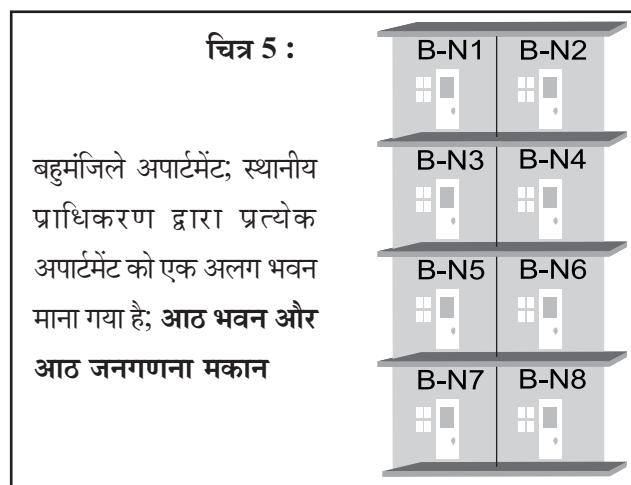 चित्र 5 :
बहुमंजिले अपार्टमेंट; स्थानीय
प्राधिकरण द्वारा प्रत्येक
अपार्टमेंट को एक अलग भवन
माना गया है; आठ भवन और
आठ जनगणना मकान
B-N1 B-N2
B-N3 B-N4
B-N5 B-N6
B-N7 B-N8